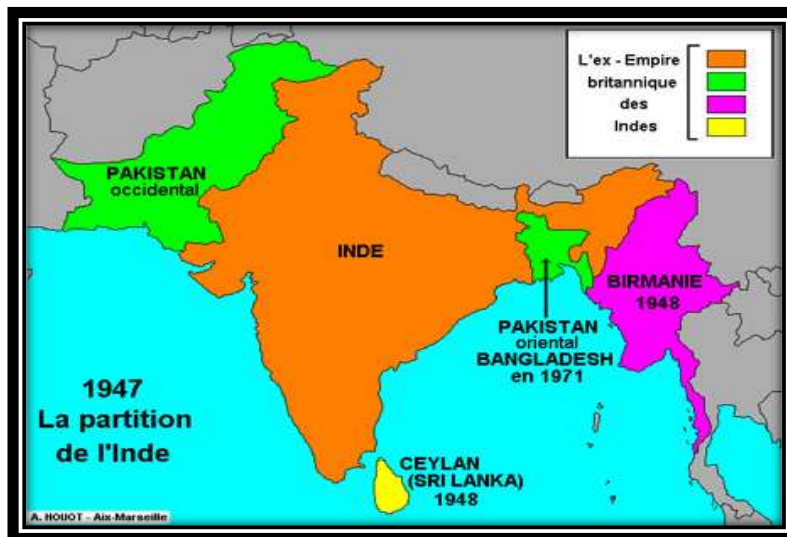 L'ex - Empire
britannique
des
Indes
PAKISTAN
occidental
INDE
BIRMANIE
1948
PAKISTAN
oriental
BANGLADESH
en 1971
1947
La partition
de l'Inde
CEYLAN
(SRI LANKA)
1948
A. HOUOT - Aix-Marseille